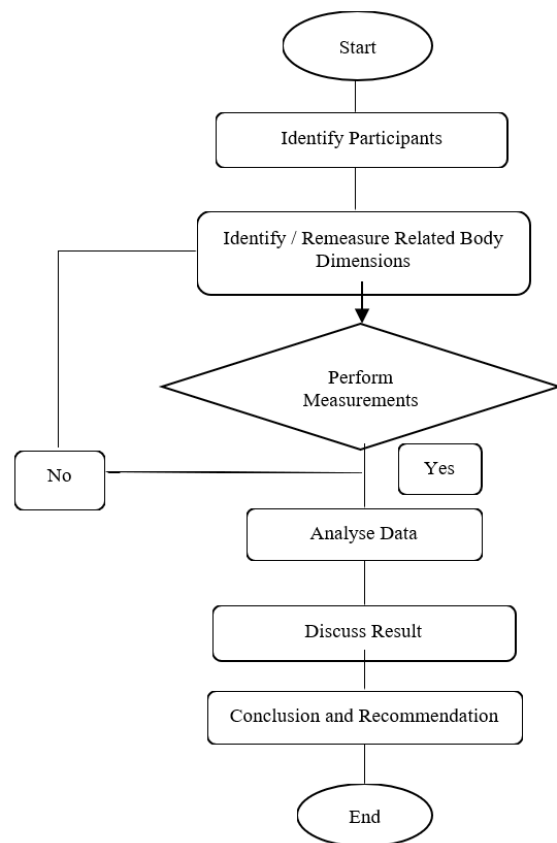 Start
Identify Participants
Identify / Remeasure Related Body
Dimensions
Perform
Measurements
No
Yes
Analyse Data
Discuss Result
Conclusion and Recommendation
End